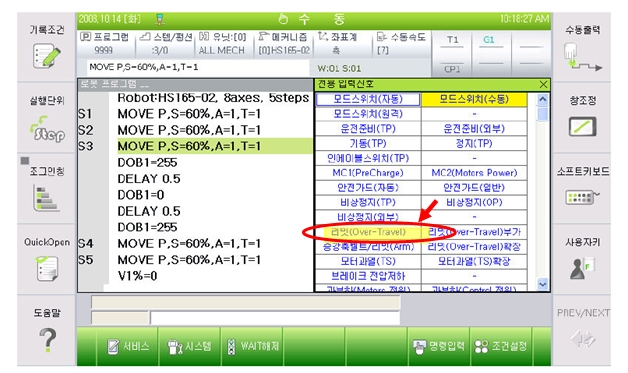 기록조건
2008.10.14 [화]
수 동
10:18:27 AM
수동출력
프로그램
9999
스텝/펑션
:3/0
유닛:[0]
ALL MECH
메커니즘
[0]HS165-02
좌표계
축
수동속도
[7]
T1
G1
MOVE P,S=60%,A=1,T=1
W:01 S:01
CP1
로봇 프로그램
전용 입력신호
실행단위
Step
창조정
Robot:HS165-02, 8axes, 5steps
S1 MOVE P,S=60%,A=1,T=1
S2 MOVE P,S=60%,A=1,T=1
S3 MOVE P,S=60%,A=1,T=1
DOB1=255
DELAY 0.5
DOB1=0
DELAY 0.5
DOB1=255
S4 MOVE P,S=60%,A=1,T=1
S5 MOVE P,S=60%,A=1,T=1
V1%=0
모드스위치(자동) 모드스위치(수동)
모드스위치(원격) -
운전준비(TP) 운전준비(외부)
기동(TP) 정지(TP)
인에이블스위치(TP) -
MC1(PreCharge) MC2(Motors Power)
안전가드(자동) 안전가드(일반)
비상정지(TP) 비상정지(OP)
비상정지(외부) -
리밋(Over-Travel) 리밋(Over-Travel)부가
충강축벨트/리밋(Arm) 리밋(Over-Travel)확장
모터과열(TS) 모터과열(TS)확장
브레이크 전압저하 -
과부하(Motors 전원) 과부하(Control 전원)
조그인칭
소프트키보드
QuickOpen
사용자키
도움말
PREV/NEXT
서비스
시스템
WAIT해제
명령입력
조건설정